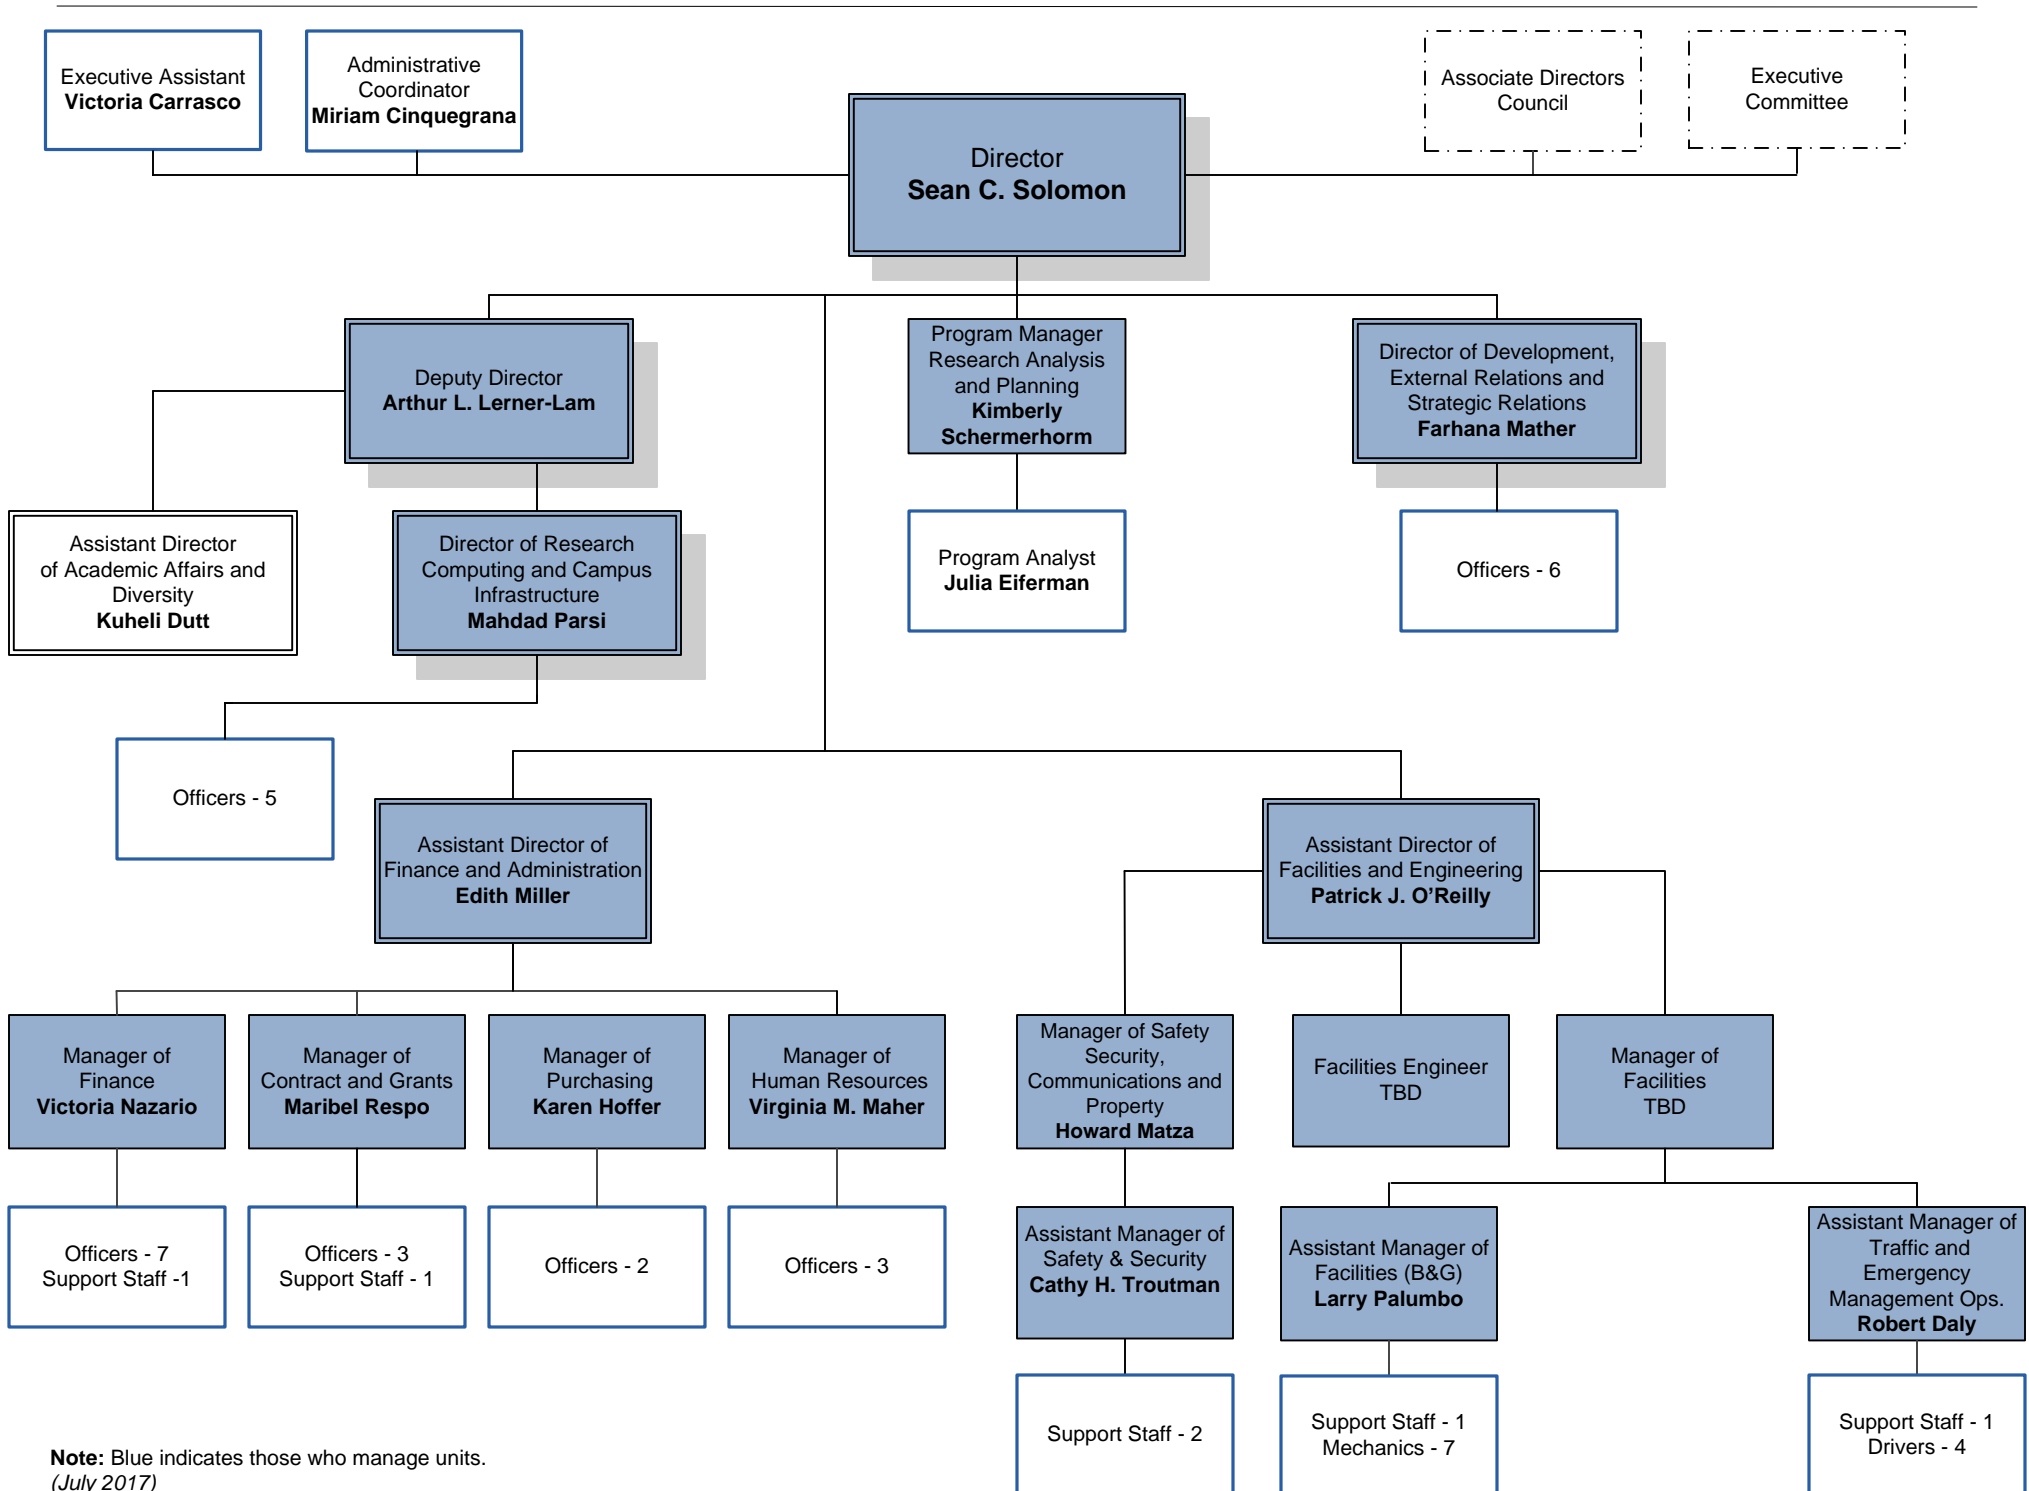 Executive Assistant
Victoria Carrasco
Administrative
Coordinator
Miriam Cinquegrana
Associate Directors
Council
Executive
Committee
Director
Sean C. Solomon
Deputy Director
Arthur L. Lerner-Lam
Program Manager
Research Analysis
and Planning
Kimberly
Schermerhorm
Director of Development,
External Relations and
Strategic Relations
Farhana Mather
Assistant Director
of Academic Affairs and
Diversity
Kuheli Dutt
Director of Research
Computing and Campus
Infrastructure
Mahdad Parsi
Program Analyst
Julia Eiferman
Officers - 6
Officers - 5
Assistant Director of
Finance and Administration
Edith Miller
Assistant Director of
Facilities and Engineering
Patrick J. O’Reilly
Manager of
Finance
Victoria Nazario
Manager of
Contract and Grants
Maribel Respo
Manager of
Purchasing
Karen Hoffer
Manager of
Human Resources
Virginia M. Maher
Manager of Safety
Security,
Communications and
Property
Howard Matza
Facilities Engineer
TBD
Manager of
Facilities
TBD
Officers - 7
Support Staff -1
Officers - 3
Support Staff - 1
Officers - 2
Officers - 3
Assistant Manager of
Safety & Security
Cathy H. Troutman
Assistant Manager of
Facilities (B&G)
Larry Palumbo
Assistant Manager of
Traffic and
Emergency
Management Ops.
Robert Daly
Support Staff - 2
Support Staff - 1
Mechanics - 7
Support Staff - 1
Drivers - 4
Note: Blue indicates those who manage units.
(July 2017)